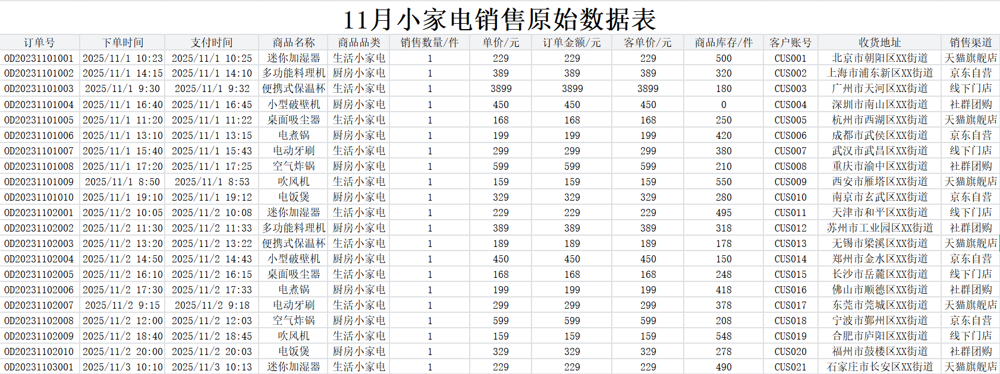 11月小家电销售原始数据表
订单号 下单时间 支付时间 商品名称 商品品类 销售数量/件 单价/元 订单金额/元 客单价/元 商品库存/件 客户账号 收货地址 销售渠道
OD20231101001 2025/11/1 10:23 2025/11/1 10:25 迷你加湿器 生活小家电 1 229 229 229 500 CUS001 北京市朝阳区XX街道 天猫旗舰店
OD20231101002 2025/11/1 14:15 2025/11/1 14:10 多功能料理机 厨房小家电 1 389 389 389 320 CUS002 上海市浦东新区XX街道 京东自营
OD20231101003 2025/11/1 9:30 2025/11/1 9:32 便携式保温杯 生活小家电 1 3899 3899 3899 180 CUS003 广州市天河区XX街道 线下门店
OD20231101004 2025/11/1 16:40 2025/11/1 16:45 小型破壁机 厨房小家电 1 450 450 450 0 CUS004 深圳市南山区XX街道 社群团购
OD20231101005 2025/11/1 11:20 2025/11/1 11:22 桌面吸尘器 生活小家电 1 168 168 168 250 CUS005 杭州市西湖区XX街道 天猫旗舰店
OD20231101006 2025/11/1 13:10 2025/11/1 13:15 电煮锅 厨房小家电 1 199 199 199 420 CUS006 成都市武侯区XX街道 京东自营
OD20231101007 2025/11/1 15:40 2025/11/1 15:43 电动牙刷 生活小家电 1 299 299 299 380 CUS007 武汉市武昌区XX街道 线下门店
OD20231101008 2025/11/1 17:20 2025/11/1 17:25 空气炸锅 厨房小家电 1 599 599 599 210 CUS008 重庆市渝中区XX街道 社群团购
OD20231101009 2025/11/1 8:50 2025/11/1 8:53 吹风机 生活小家电 1 159 159 159 550 CUS009 西安市雁塔区XX街道 天猫旗舰店
OD20231101010 2025/11/1 19:10 2025/11/1 19:12 电饭煲 厨房小家电 1 329 329 329 280 CUS010 南京市玄武区XX街道 京东自营
OD20231102001 2025/11/2 10:05 2025/11/2 10:08 迷你加湿器 生活小家电 1 229 229 229 495 CUS011 天津市和平区XX街道 线下门店
OD20231102002 2025/11/2 11:30 2025/11/2 11:33 多功能料理机 厨房小家电 1 389 389 389 318 CUS012 苏州市工业园区XX街道 社群团购
OD20231102003 2025/11/2 13:20 2025/11/2 13:22 便携式保温杯 生活小家电 1 189 189 189 178 CUS013 无锡市梁溪区XX街道 天猫旗舰店
OD20231102004 2025/11/2 14:50 2025/11/2 14:43 小型破壁机 厨房小家电 1 450 450 450 150 CUS014 郑州市金水区XX街道 京东自营
OD20231102005 2025/11/2 16:10 2025/11/2 16:15 桌面吸尘器 生活小家电 1 168 168 168 248 CUS015 长沙市岳麓区XX街道 线下门店
OD20231102006 2025/11/2 17:30 2025/11/2 17:33 电煮锅 厨房小家电 1 199 199 199 418 CUS016 佛山市顺德区XX街道 社群团购
OD20231102007 2025/11/2 9:15 2025/11/2 9:18 电动牙刷 生活小家电 1 299 299 299 378 CUS017 东莞市莞城区XX街道 天猫旗舰店
OD20231102008 2025/11/2 12:00 2025/11/2 12:03 空气炸锅 厨房小家电 1 599 599 599 208 CUS018 宁波市鄞州区XX街道 京东自营
OD20231102009 2025/11/2 18:40 2025/11/2 18:45 吹风机 生活小家电 1 159 159 159 548 CUS019 合肥市庐阳区XX街道 线下门店
OD20231102010 2025/11/2 20:00 2025/11/2 20:03 电饭煲 厨房小家电 1 329 329 329 278 CUS020 福州市鼓楼区XX街道 社群团购
OD20231103001 2025/11/3 10:10 2025/11/3 10:13 迷你加湿器 生活小家电 1 229 229 229 490 CUS021 石家庄市长安区XX街道 天猫旗舰店